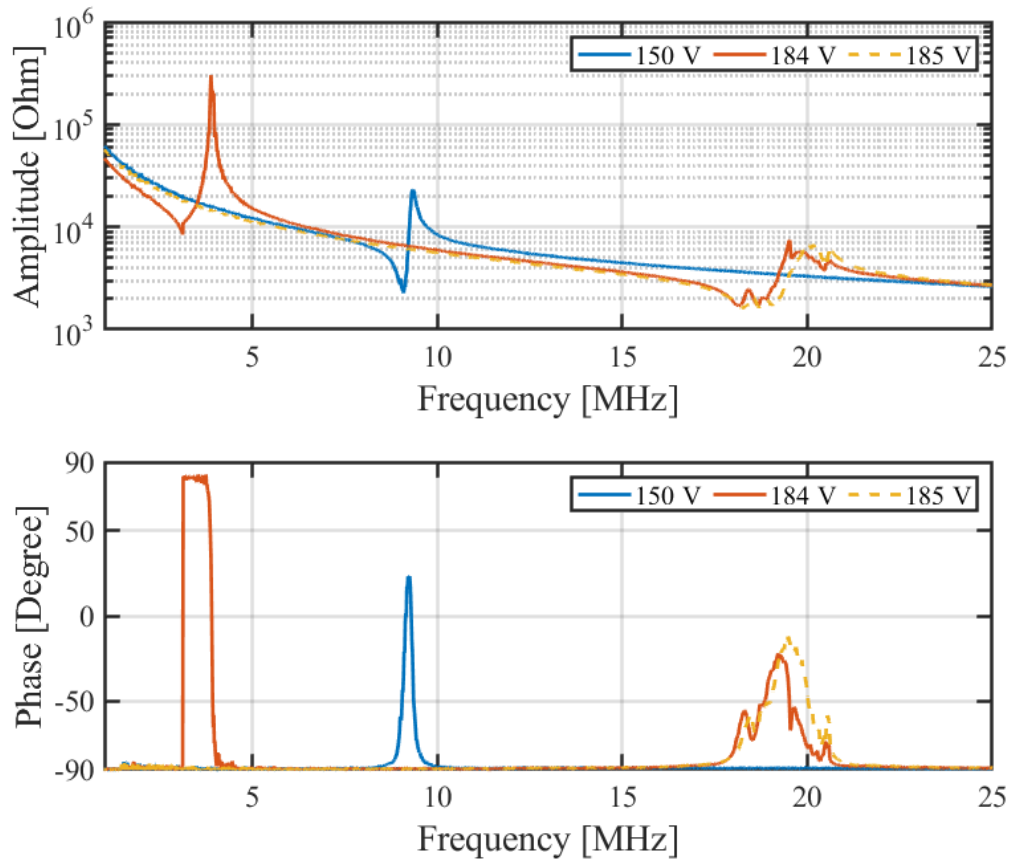 Amplitude [Ohm]
10^6
10^5
10^4
10^3
150 V 184 V 185 V
5 10 15 20 25
Frequency [MHz]
Phase [Degree]
90
50
0
-50
-90
150 V 184 V 185 V
5 10 15 20 25
Frequency [MHz]